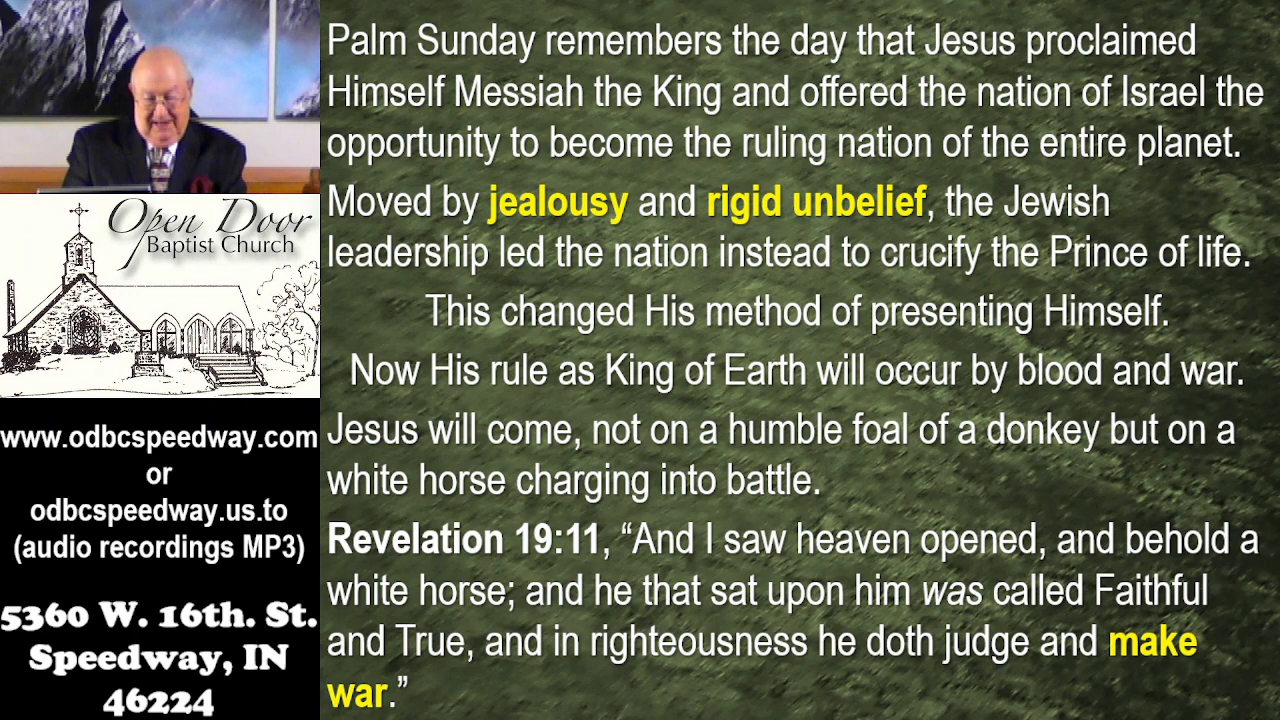 Palm Sunday remembers the day that Jesus proclaimed
Himself Messiah the King and offered the nation of Israel the
opportunity to become the ruling nation of the entire planet.
Moved by jealousy and rigid unbelief, the Jewish
leadership led the nation instead to crucify the Prince of life.
This changed His method of presenting Himself.
Now His rule as King of Earth will occur by blood and war.
Jesus will come, not on a humble foal of a donkey but on a
white horse charging into battle.
Revelation 19:11, “And I saw heaven opened, and behold a
white horse; and he that sat upon him was called Faithful
and True, and in righteousness he doth judge and make
war.”
Open Door
Baptist Church
www.odbcspeedway.com
or
odbcspeedway.us.to
(audio recordings MP3)
5360 W. 16th. St.
Speedway, IN
46224